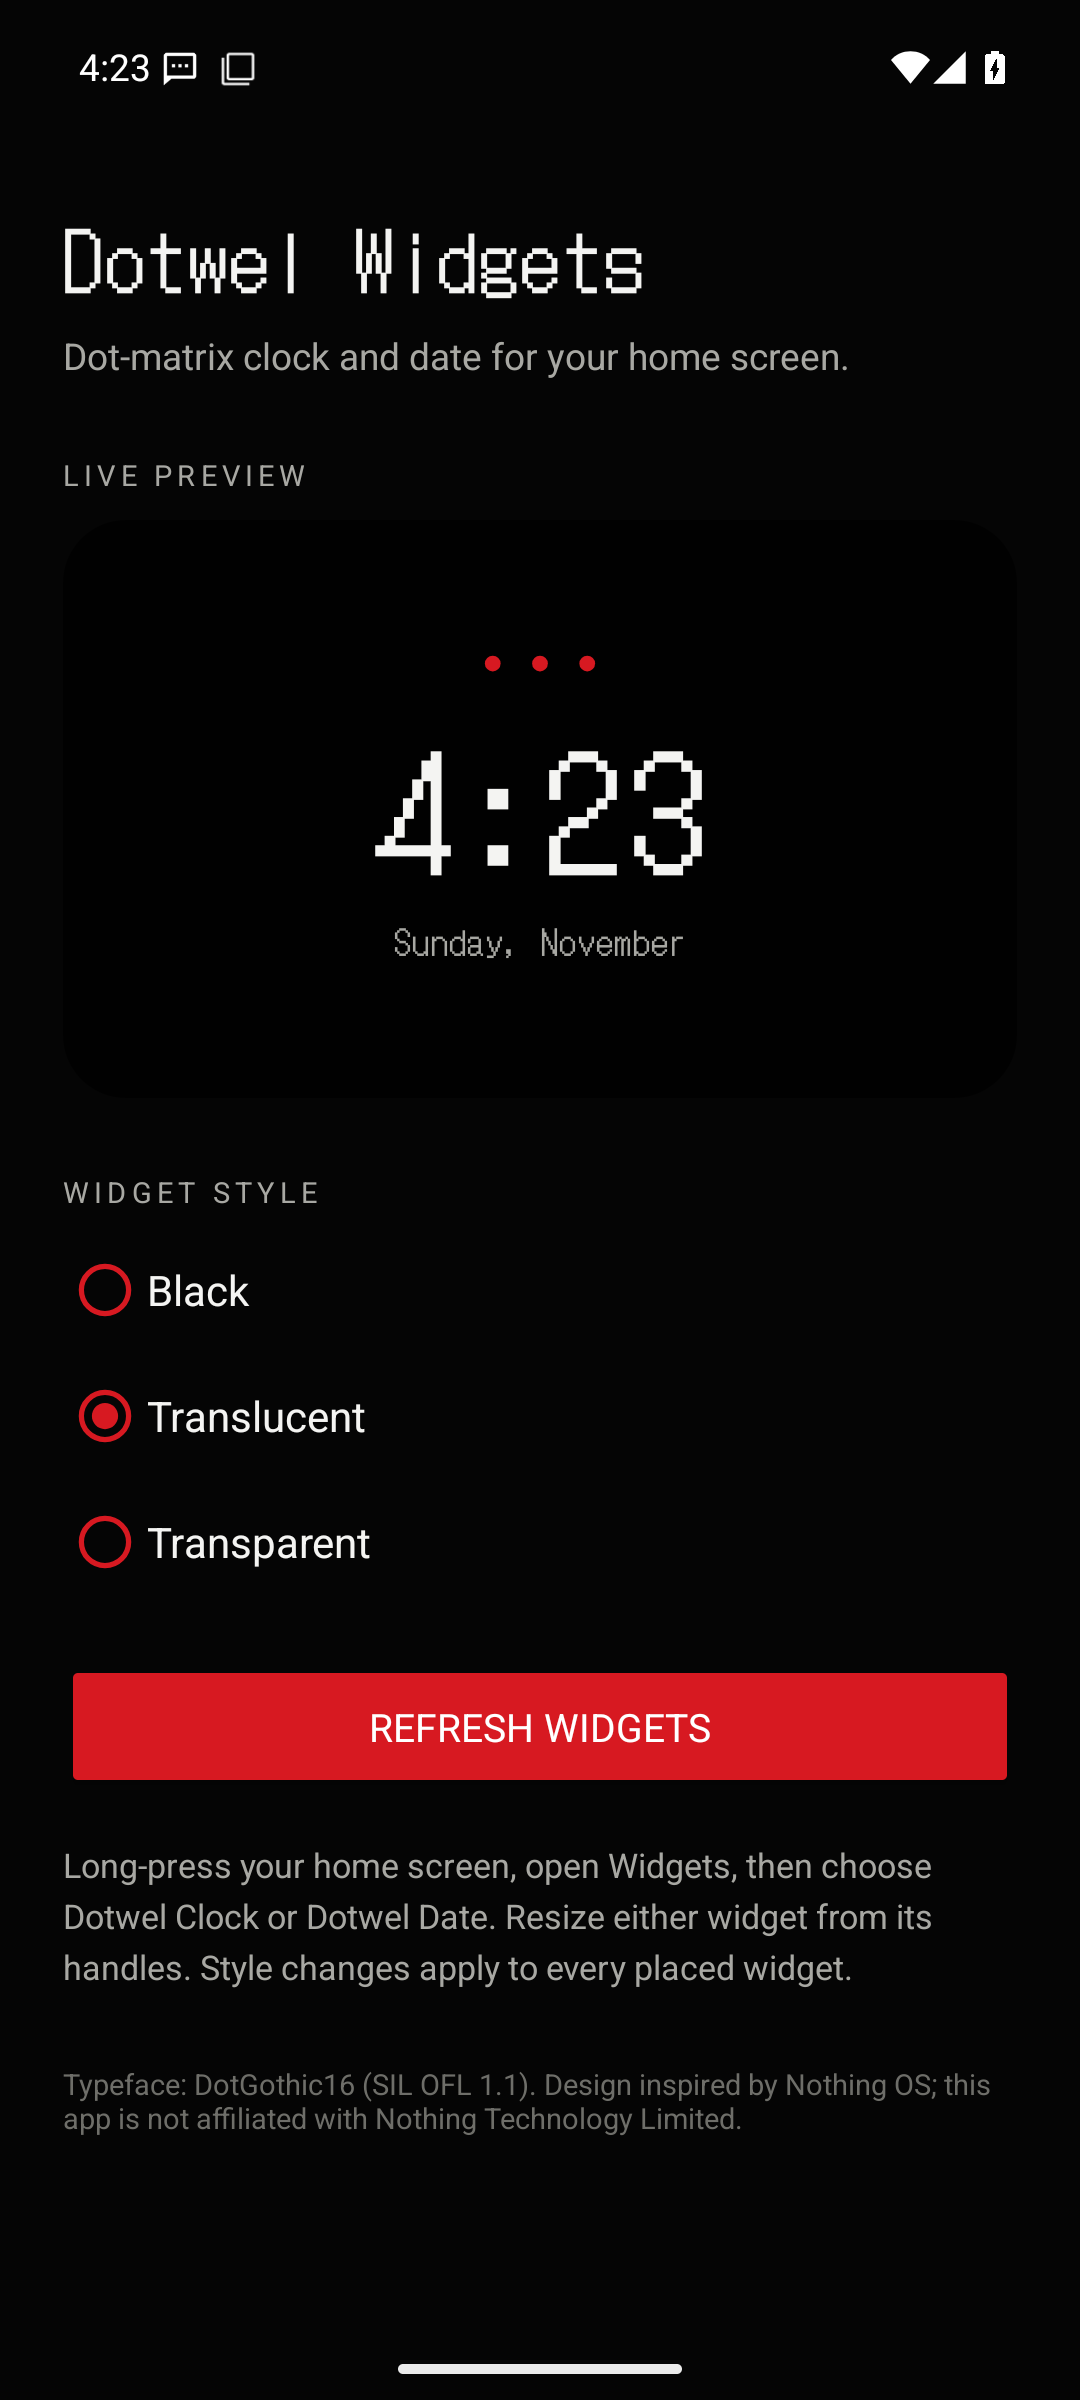 4:23
Dotwel Widgets
Dot-matrix clock and date for your home screen.
LIVE PREVIEW
4:23
Sunday, November
WIDGET STYLE
Black
Translucent
Transparent
REFRESH WIDGETS
Long-press your home screen, open Widgets, then choose
Dotwel Clock or Dotwel Date. Resize either widget from its
handles. Style changes apply to every placed widget.
Typeface: DotGothic16 (SIL OFL 1.1). Design inspired by Nothing OS; this
app is not affiliated with Nothing Technology Limited.